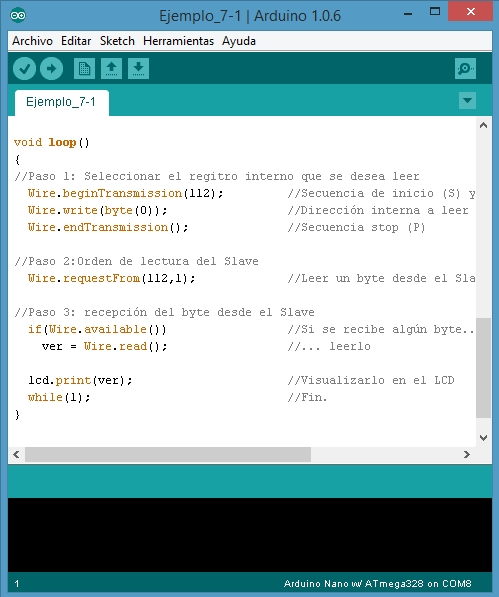 Ejemplo_7-1 | Arduino 1.0.6
Archivo Editar Sketch Herramientas Ayuda
Ejemplo_7-1
void loop()
{
//Paso 1: Seleccionar el regitro interno que se desea leer
Wire.beginTransmission(112); //Secuencia de inicio (S) y
Wire.write(byte(0)); //Dirección interna a leer
Wire.endTransmission(); //Secuencia stop (P)
//Paso 2:Orden de lectura del Slave
Wire.requestFrom(112,1); //Leer un byte desde el Sla
//Paso 3: recepción del byte desde el Slave
if(Wire.available()) //Si se recibe algún byte..
ver = Wire.read(); //... leerlo
lcd.print(ver); //Visualizarlo en el LCD
while(1); //Fin.
}
1 Arduino Nano w/ ATmega328 on COM8